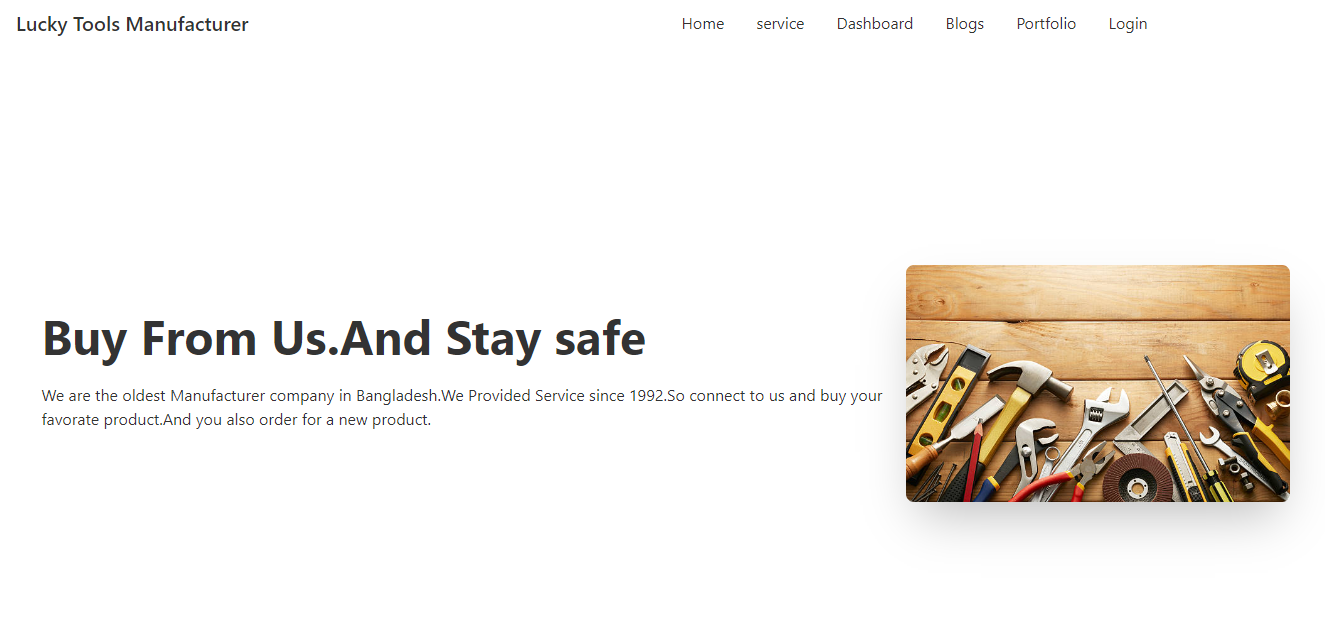 Lucky Tools Manufacturer
Home service Dashboard Blogs Portfolio Login
Buy From Us.And Stay safe
We are the oldest Manufacturer company in Bangladesh.We Provided Service since 1992.So connect to us and buy your
favorate product.And you also order for a new product.